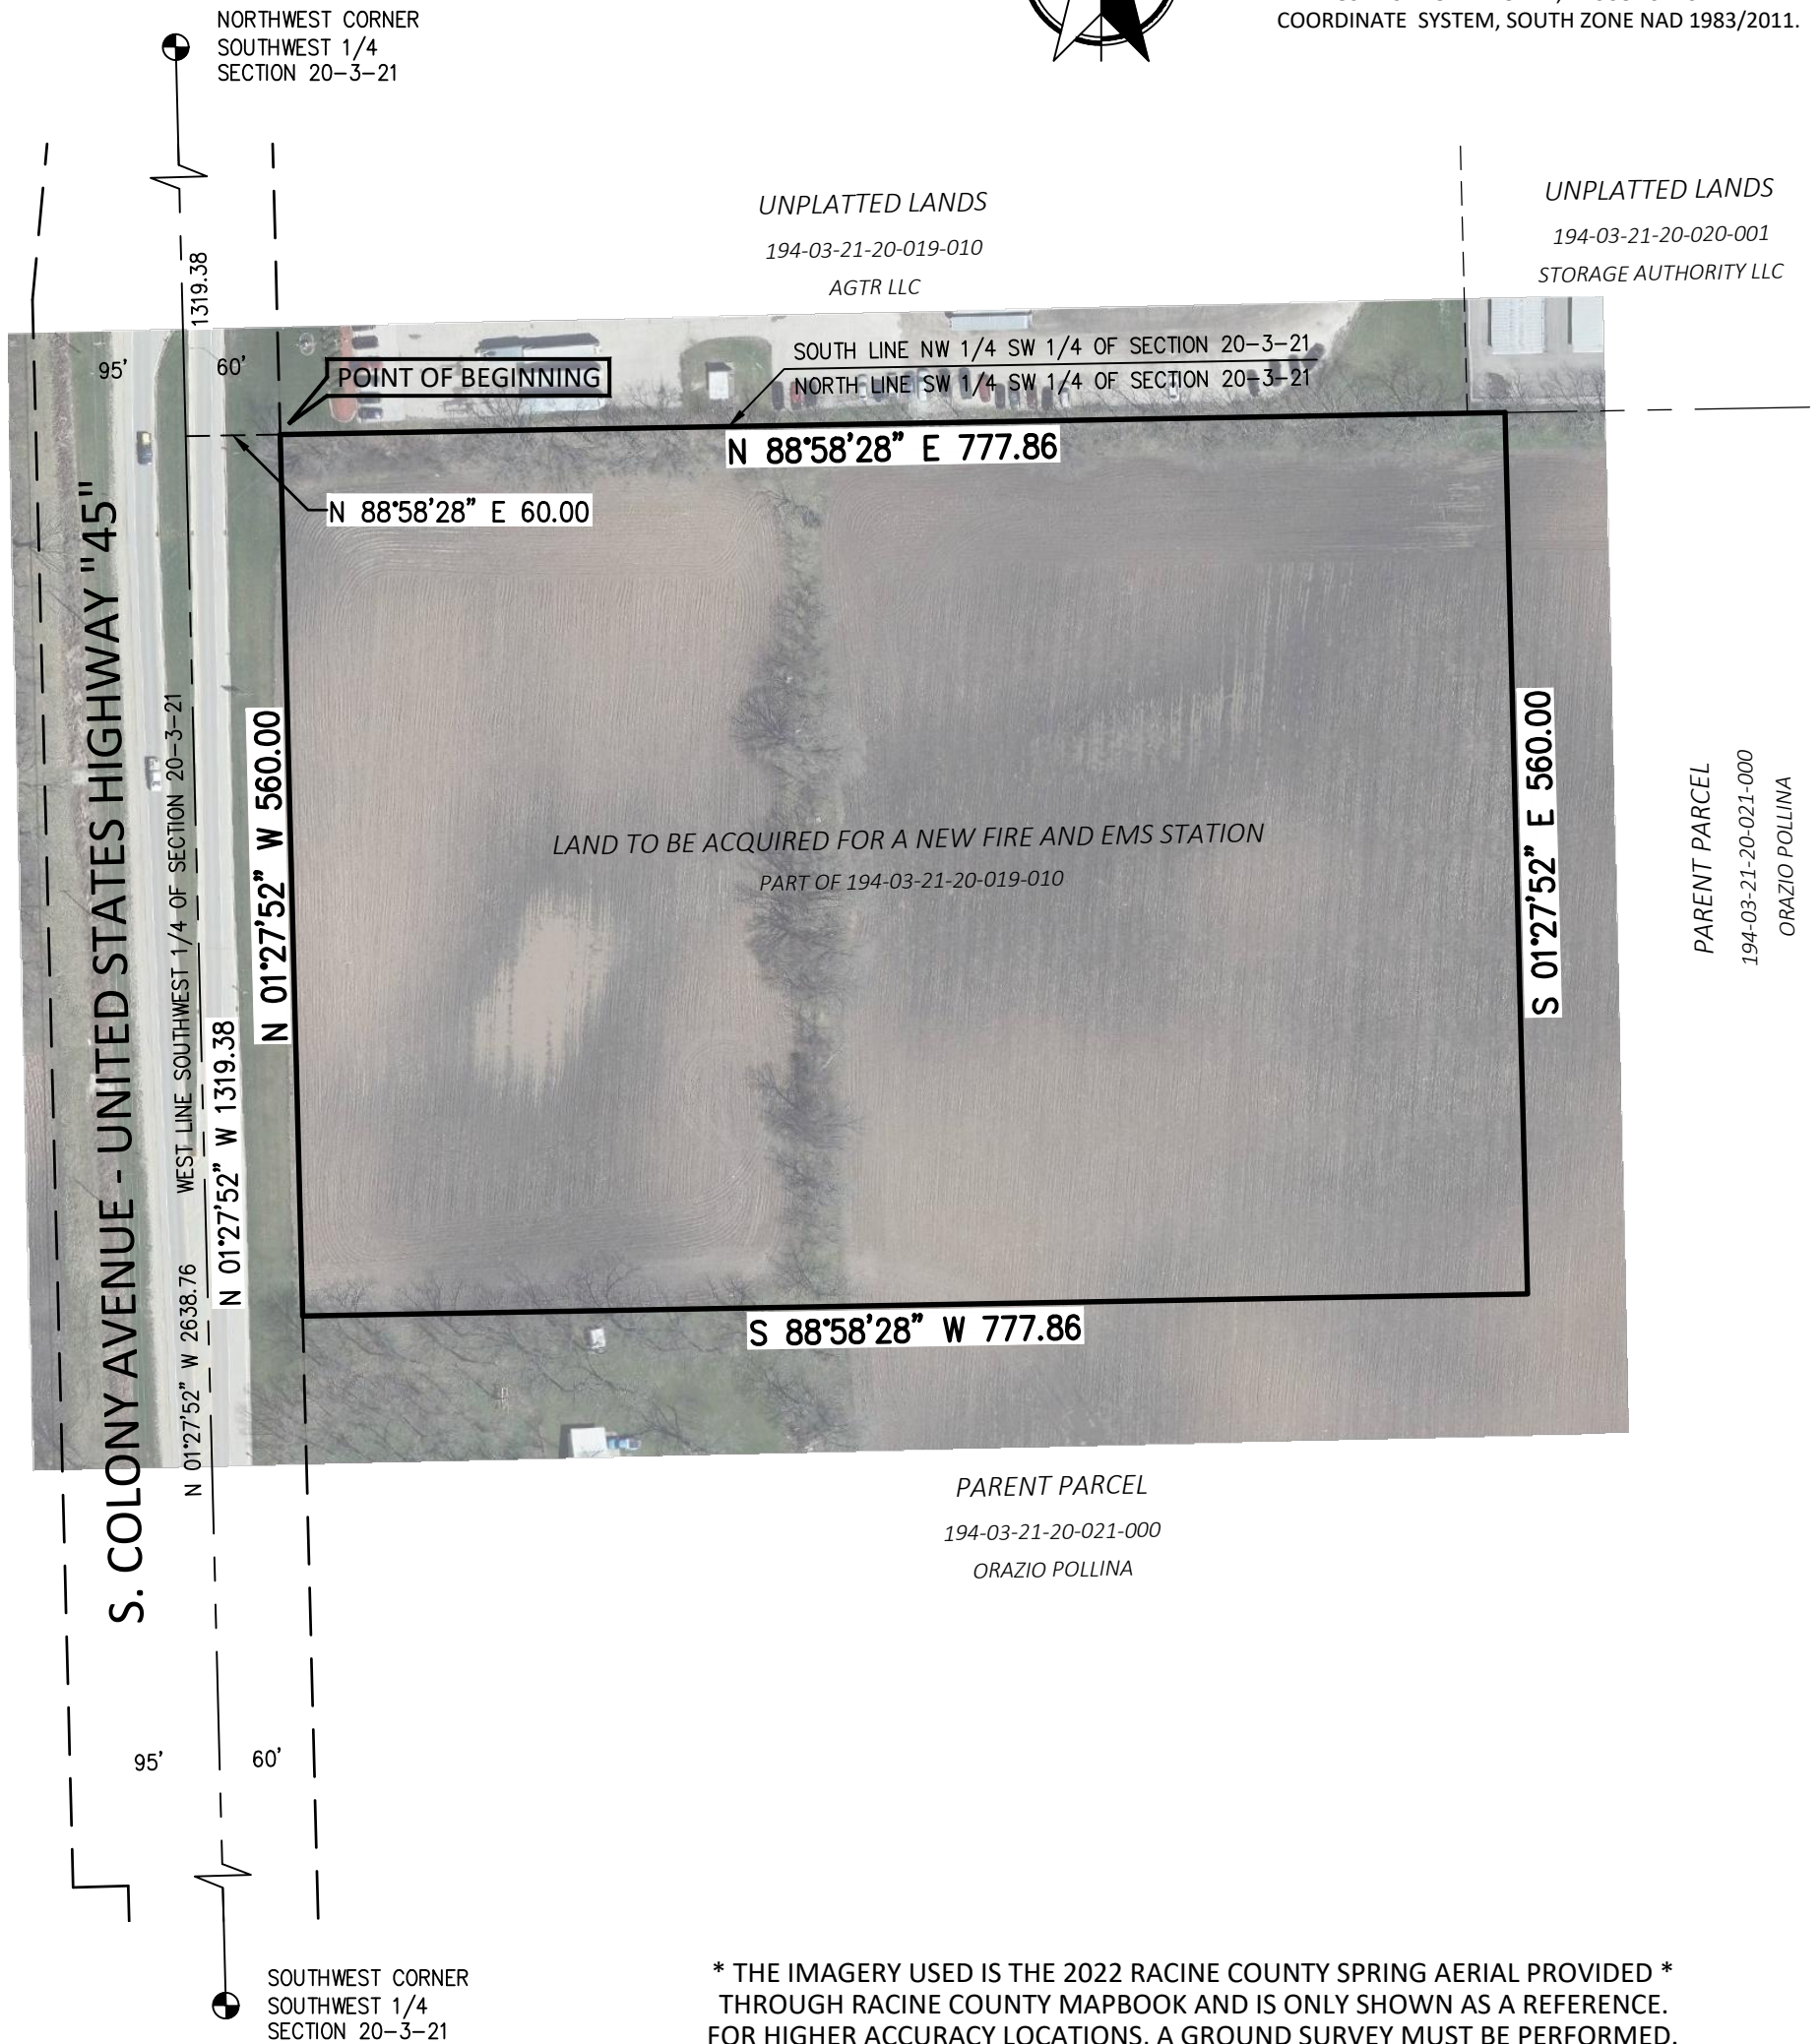 COORDINATE SYSTEM, SOUTH ZONE NAD 1983/2011.
NORTHWEST CORNER
SOUTHWEST 1/4
SECTION 20-3-21
UNPLATTED LANDS
194-03-21-20-019-010
AGTR LLC
UNPLATTED LANDS
194-03-21-20-020-001
STORAGE AUTHORITY LLC
1319.38
95'
60'
POINT OF BEGINNING
SOUTH LINE NW 1/4 SW 1/4 OF SECTION 20-3-21
NORTH LINE SW 1/4 SW 1/4 OF SECTION 20-3-21
N 88°58'28" E 777.86
N 88°58'28" E 60.00
S. COLONY AVENUE - UNITED STATES HIGHWAY "45"
WEST LINE SOUTHWEST 1/4 OF SECTION 20-3-21
N 01°27'52" W 2638.76
N 01°27'52" W 1319.38
N 01°27'52" W 560.00
LAND TO BE ACQUIRED FOR A NEW FIRE AND EMS STATION
PART OF 194-03-21-20-019-010
S 01°27'52" E 560.00
PARENT PARCEL
194-03-21-20-021-000
ORAZIO POLLINA
S 88°58'28" W 777.86
PARENT PARCEL
194-03-21-20-021-000
ORAZIO POLLINA
95'
60'
SOUTHWEST CORNER
SOUTHWEST 1/4
SECTION 20-3-21
* THE IMAGERY USED IS THE 2022 RACINE COUNTY SPRING AERIAL PROVIDED *
THROUGH RACINE COUNTY MAPBOOK AND IS ONLY SHOWN AS A REFERENCE.
FOR HIGHER ACCURACY LOCATIONS, A GROUND SURVEY MUST BE PERFORMED.